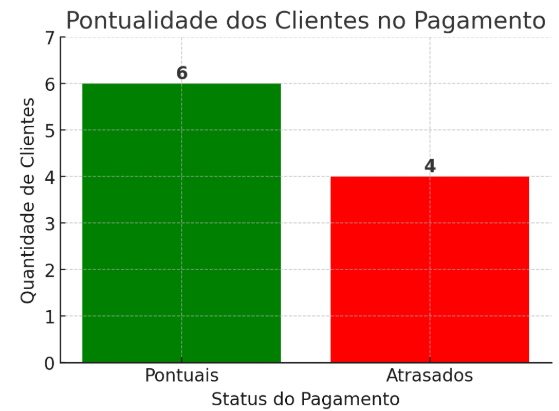 Pontualidade dos Clientes no Pagamento
Quantidade de Clientes
7
6
5
4
3
2
1
0
6
4
Pontuais
Atrasados
Status do Pagamento